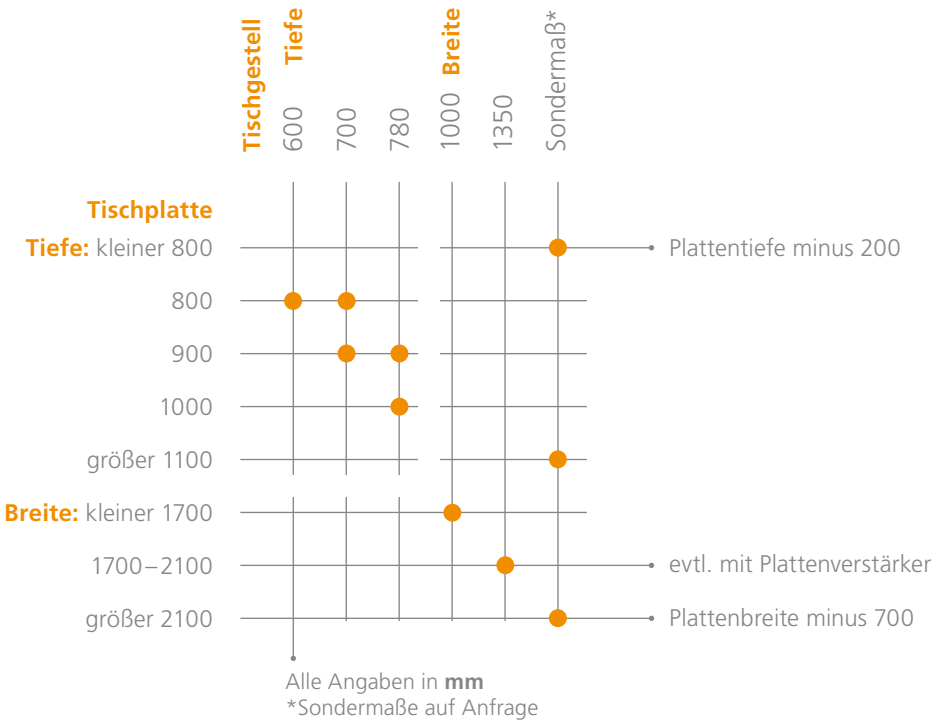 Tischgestell
Tiefe
600
700
780
Breite
1000
1350
Sondermaß*
Tischplatte
Tiefe: kleiner 800
Plattentiefe minus 200
800
900
1000
größer 1100
Breite: kleiner 1700
1700–2100
evtl. mit Plattenverstärker
größer 2100
Plattenbreite minus 700
Alle Angaben in mm
*Sondermaße auf Anfrage